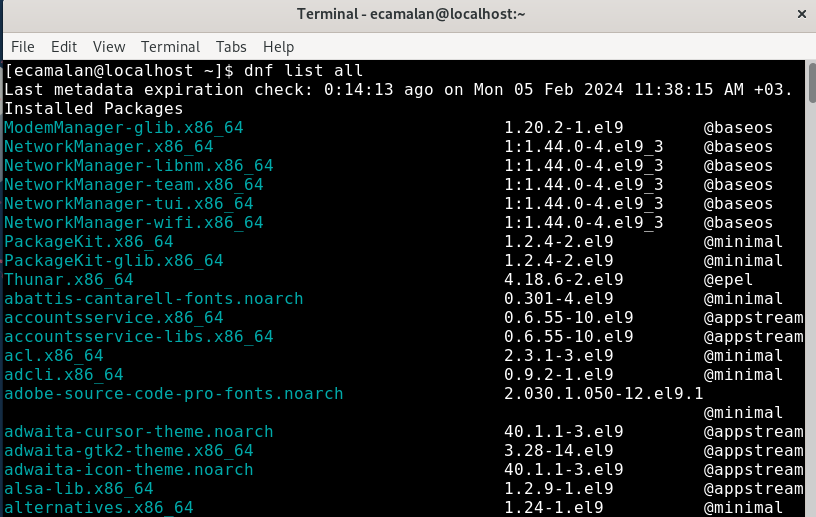 Terminal - ecamalan@localhost:~
File Edit View Terminal Tabs Help
[ecamalan@localhost ~]$ dnf list all
Last metadata expiration check: 0:14:13 ago on Mon 05 Feb 2024 11:38:15 AM +03.
Installed Packages
ModemManager-glib.x86_64 1.20.2-1.el9 @baseos
NetworkManager.x86_64 1:1.44.0-4.el9_3 @baseos
NetworkManager-libnm.x86_64 1:1.44.0-4.el9_3 @baseos
NetworkManager-team.x86_64 1:1.44.0-4.el9_3 @baseos
NetworkManager-tui.x86_64 1:1.44.0-4.el9_3 @baseos
NetworkManager-wifi.x86_64 1:1.44.0-4.el9_3 @baseos
PackageKit.x86_64 1.2.4-2.el9 @minimal
PackageKit-glib.x86_64 1.2.4-2.el9 @minimal
Thunar.x86_64 4.18.6-2.el9 @epel
abattis-cantarell-fonts.noarch 0.301-4.el9 @minimal
accountsservice.x86_64 0.6.55-10.el9 @appstream
accountsservice-libs.x86_64 0.6.55-10.el9 @appstream
acl.x86_64 2.3.1-3.el9 @minimal
adcli.x86_64 0.9.2-1.el9 @minimal
adobe-source-code-pro-fonts.noarch 2.030.1.050-12.el9.1
@minimal
adwaita-cursor-theme.noarch 40.1.1-3.el9 @appstream
adwaita-gtk2-theme.x86_64 3.28-14.el9 @appstream
adwaita-icon-theme.noarch 40.1.1-3.el9 @appstream
alsa-lib.x86_64 1.2.9-1.el9 @appstream
alternatives.x86_64 1.24-1.el9 @minimal